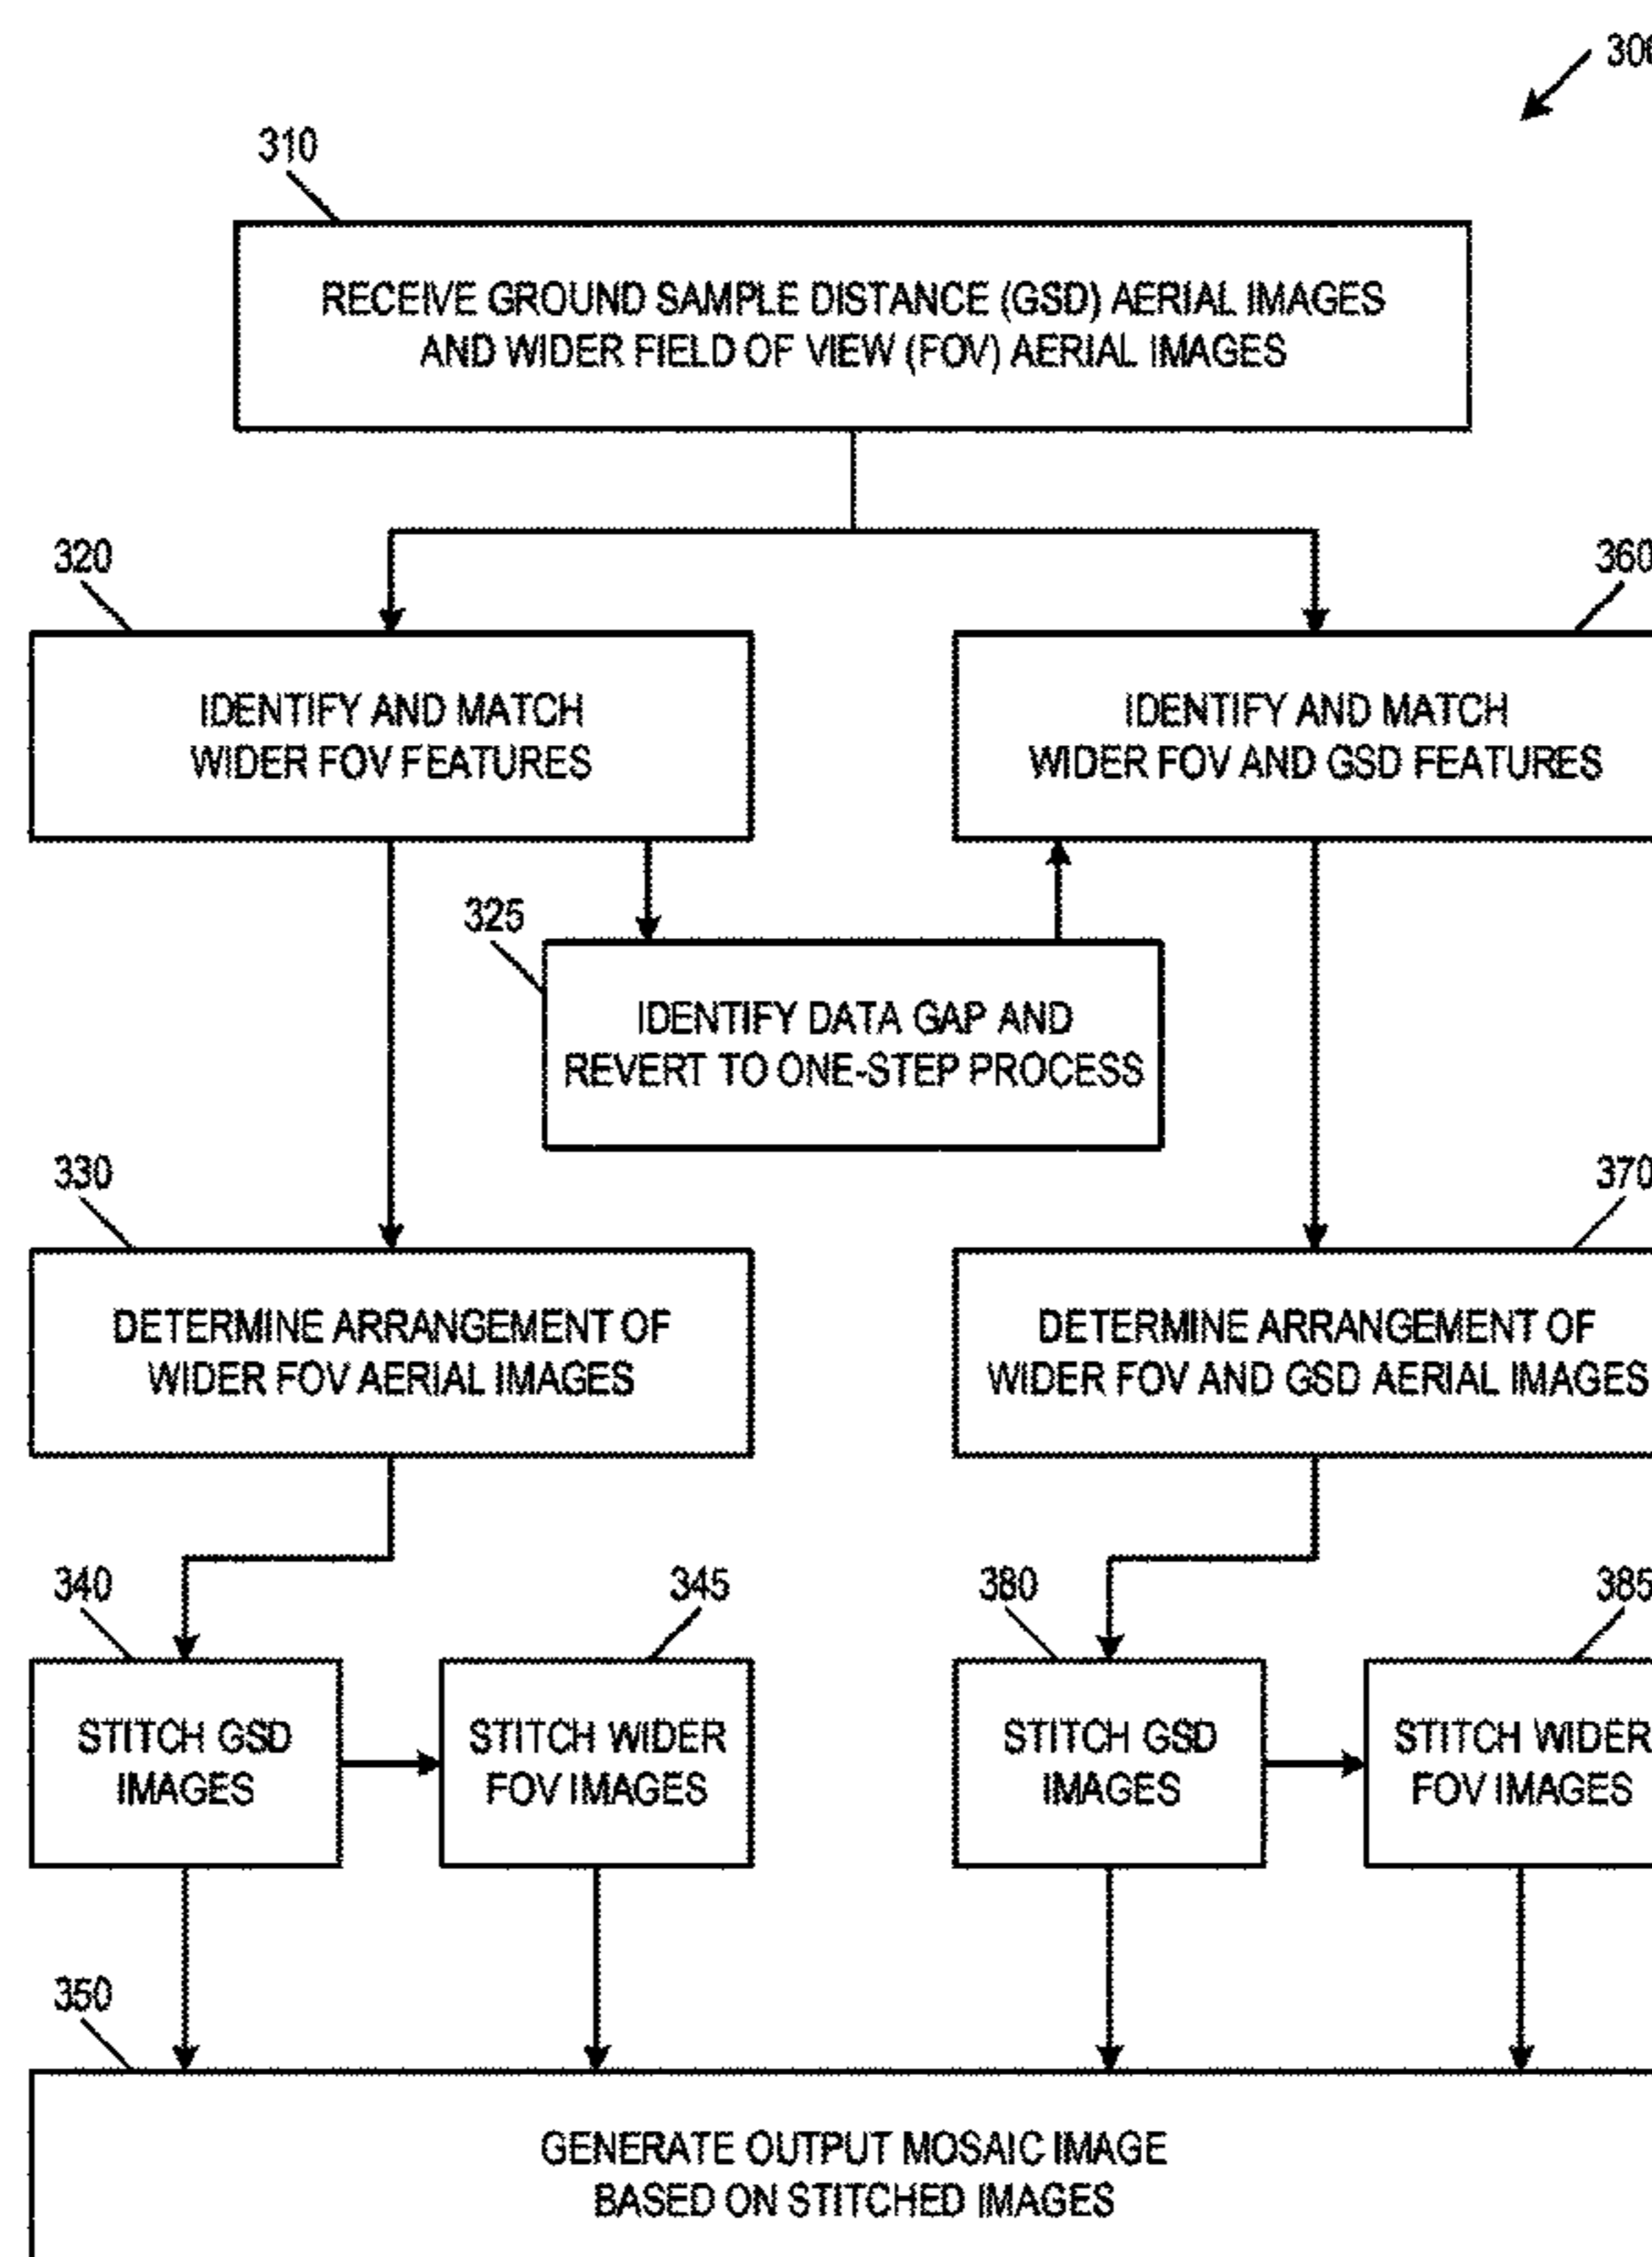 300
310
RECEIVE GROUND SAMPLE DISTANCE (GSD) AERIAL IMAGES
AND WIDER FIELD OF VIEW (FOV) AERIAL IMAGES
320
360
IDENTIFY AND MATCH
WIDER FOV FEATURES
IDENTIFY AND MATCH
WIDER FOV AND GSD FEATURES
325
IDENTIFY DATA GAP AND
REVERT TO ONE-STEP PROCESS
330
370
DETERMINE ARRANGEMENT OF
WIDER FOV AERIAL IMAGES
DETERMINE ARRANGEMENT OF
WIDER FOV AND GSD AERIAL IMAGES
340
345
380
385
STITCH GSD
IMAGES
STITCH WIDER
FOV IMAGES
STITCH GSD
IMAGES
STITCH WIDER
FOV IMAGES
350
GENERATE OUTPUT MOSAIC IMAGE
BASED ON STITCHED IMAGES